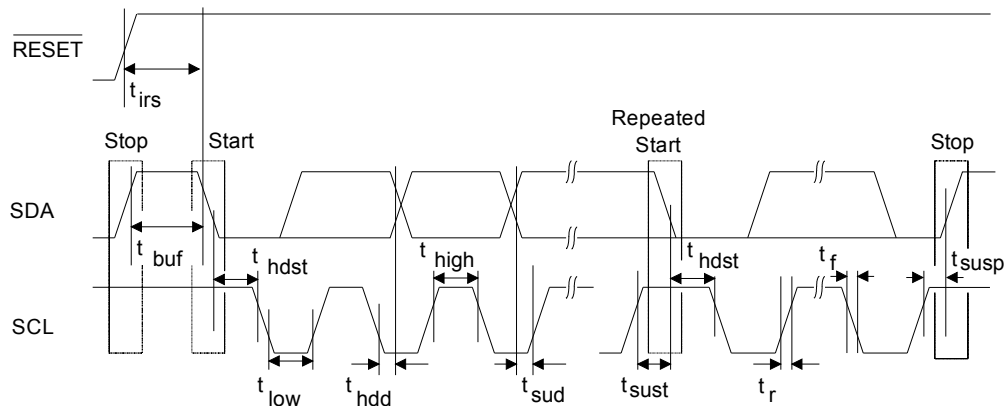 RESET
t irs
Repeated
Stop Start Start Stop
SDA
t buf t hdst t high t hdst t f t susp
SCL
t low t hdd t sud t sust t r